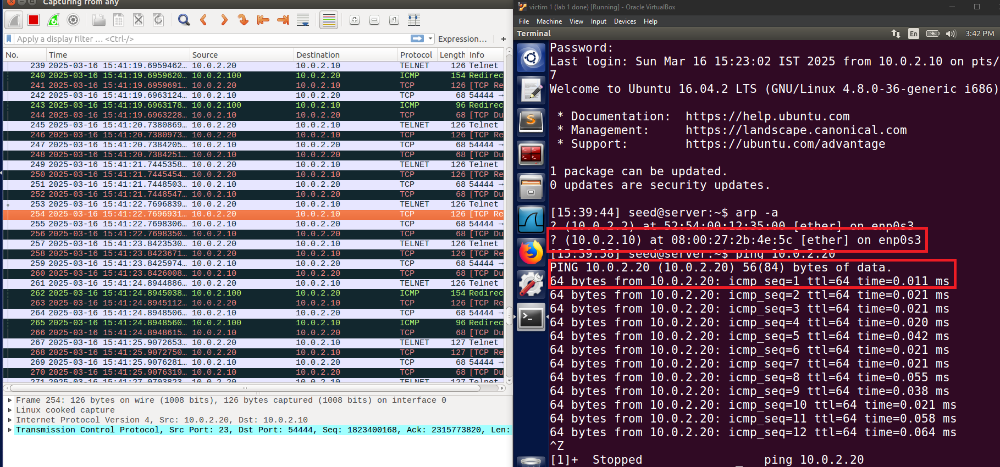 Capturing from any
Apply a display filter … <Ctrl-/>
Expression…
+
No. Time Source Destination Protocol Length Info
239 2025-03-16 15:41:19.6959462… 10.0.2.20 10.0.2.10 TELNET 126 Telnet
240 2025-03-16 15:41:19.6959620… 10.0.2.100 10.0.2.20 ICMP 154 Redirec
241 2025-03-16 15:41:19.6959691… 10.0.2.20 10.0.2.10 TCP 126 [TCP Re
242 2025-03-16 15:41:19.6963124… 10.0.2.10 10.0.2.20 TCP 68 54444 →
243 2025-03-16 15:41:19.6963178… 10.0.2.100 10.0.2.10 ICMP 96 Redirec
244 2025-03-16 15:41:19.6963228… 10.0.2.10 10.0.2.20 TCP 68 [TCP Du
245 2025-03-16 15:41:20.7380869… 10.0.2.20 10.0.2.10 TELNET 126 Telnet
246 2025-03-16 15:41:20.7380973… 10.0.2.20 10.0.2.10 TCP 126 [TCP Re
247 2025-03-16 15:41:20.7384205… 10.0.2.10 10.0.2.20 TCP 68 54444 →
248 2025-03-16 15:41:20.7384251… 10.0.2.10 10.0.2.20 TCP 68 [TCP Du
249 2025-03-16 15:41:21.7445358… 10.0.2.20 10.0.2.10 TELNET 126 Telnet
250 2025-03-16 15:41:21.7445454… 10.0.2.20 10.0.2.10 TCP 126 [TCP Re
251 2025-03-16 15:41:21.7448503… 10.0.2.10 10.0.2.20 TCP 68 54444 →
252 2025-03-16 15:41:21.7448547… 10.0.2.10 10.0.2.20 TCP 68 [TCP Du
253 2025-03-16 15:41:22.7696839… 10.0.2.20 10.0.2.10 TELNET 126 Telnet
254 2025-03-16 15:41:22.7696931… 10.0.2.20 10.0.2.10 TCP 126 [TCP Re
255 2025-03-16 15:41:22.7698306… 10.0.2.10 10.0.2.20 TCP 68 54444 →
256 2025-03-16 15:41:22.7698350… 10.0.2.10 10.0.2.20 TCP 68 [TCP Du
257 2025-03-16 15:41:23.8423530… 10.0.2.20 10.0.2.10 TELNET 126 Telnet
258 2025-03-16 15:41:23.8423671… 10.0.2.20 10.0.2.10 TCP 126 [TCP Re
259 2025-03-16 15:41:23.8425974… 10.0.2.10 10.0.2.20 TCP 68 54444 →
260 2025-03-16 15:41:23.8426008… 10.0.2.10 10.0.2.20 TCP 68 [TCP Du
261 2025-03-16 15:41:24.8944886… 10.0.2.20 10.0.2.10 TELNET 126 Telnet
262 2025-03-16 15:41:24.8945038… 10.0.2.100 10.0.2.20 ICMP 154 Redirec
263 2025-03-16 15:41:24.8945112… 10.0.2.20 10.0.2.10 TCP 126 [TCP Re
264 2025-03-16 15:41:24.8948506… 10.0.2.10 10.0.2.20 TCP 68 54444 →
265 2025-03-16 15:41:24.8948560… 10.0.2.100 10.0.2.10 ICMP 96 Redirec
266 2025-03-16 15:41:24.8948615… 10.0.2.10 10.0.2.20 TCP 68 [TCP Du
267 2025-03-16 15:41:25.9072653… 10.0.2.20 10.0.2.10 TELNET 127 Telnet
268 2025-03-16 15:41:25.9072750… 10.0.2.20 10.0.2.10 TCP 127 [TCP Re
269 2025-03-16 15:41:25.9076281… 10.0.2.10 10.0.2.20 TCP 68 54444 →
270 2025-03-16 15:41:25.9076319… 10.0.2.10 10.0.2.20 TCP 68 [TCP Du
271 2025-03-16 15:41:27.0703823… 10.0.2.20 10.0.2.10 TELNET 127 Telnet
Frame 254: 126 bytes on wire (1008 bits), 126 bytes captured (1008 bits) on interface 0
Linux cooked capture
Internet Protocol Version 4, Src: 10.0.2.20, Dst: 10.0.2.10
Transmission Control Protocol, Src Port: 23, Dst Port: 54444, Seq: 1823400168, Ack: 2315773820, Len:
victim 1 (lab 1 done) [Running] - Oracle VirtualBox
File Machine View Input Devices Help
Terminal En 3:42 PM
Password:
Last login: Sun Mar 16 15:23:02 IST 2025 from 10.0.2.10 on pts/
7
Welcome to Ubuntu 16.04.2 LTS (GNU/Linux 4.8.0-36-generic i686)
* Documentation: https://help.ubuntu.com
* Management: https://landscape.canonical.com
* Support: https://ubuntu.com/advantage
1 package can be updated.
0 updates are security updates.
[15:39:44] seed@server:~$ arp -a
? (10.0.2.2) at 52:54:00:12:35:00 [ether] on enp0s3
? (10.0.2.10) at 08:00:27:2b:4e:5c [ether] on enp0s3
[15:39:58] seed@server:~$ ping 10.0.2.20
PING 10.0.2.20 (10.0.2.20) 56(84) bytes of data.
64 bytes from 10.0.2.20: icmp_seq=1 ttl=64 time=0.011 ms
64 bytes from 10.0.2.20: icmp_seq=2 ttl=64 time=0.021 ms
64 bytes from 10.0.2.20: icmp_seq=3 ttl=64 time=0.021 ms
64 bytes from 10.0.2.20: icmp_seq=4 ttl=64 time=0.020 ms
64 bytes from 10.0.2.20: icmp_seq=5 ttl=64 time=0.042 ms
64 bytes from 10.0.2.20: icmp_seq=6 ttl=64 time=0.021 ms
64 bytes from 10.0.2.20: icmp_seq=7 ttl=64 time=0.021 ms
64 bytes from 10.0.2.20: icmp_seq=8 ttl=64 time=0.055 ms
64 bytes from 10.0.2.20: icmp_seq=9 ttl=64 time=0.038 ms
64 bytes from 10.0.2.20: icmp_seq=10 ttl=64 time=0.021 ms
64 bytes from 10.0.2.20: icmp_seq=11 ttl=64 time=0.058 ms
64 bytes from 10.0.2.20: icmp_seq=12 ttl=64 time=0.064 ms
^Z
[1]+ Stopped ping 10.0.2.20